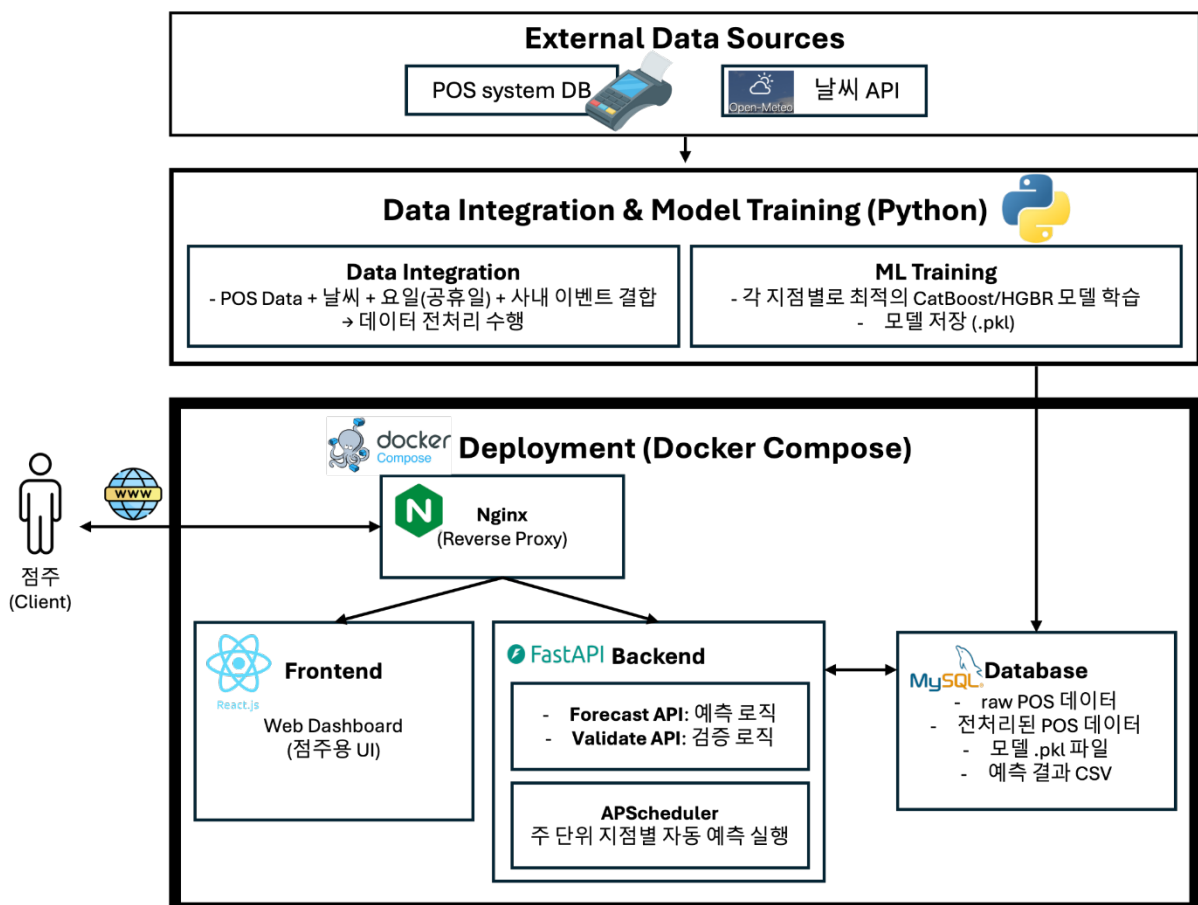 External Data Sources
POS system DB
Open-Meteo
날씨 API
Data Integration & Model Training (Python)
Data Integration
- POS Data + 날씨 + 요일(공휴일) + 사내 이벤트 결합
→ 데이터 전처리 수행
ML Training
- 각 지점별로 최적의 CatBoost/HGBR 모델 학습
- 모델 저장 (.pkl)
docker
Compose
Deployment (Docker Compose)
WWW
점주
(Client)
N
Nginx
(Reverse Proxy)
React.js
Frontend
Web Dashboard
(점주용 UI)
FastAPI Backend
- Forecast API: 예측 로직
- Validate API: 검증 로직
APScheduler
주 단위 지점별 자동 예측 실행
MySQL
Database
- raw POS 데이터
- 전처리된 POS 데이터
- 모델 .pkl 파일
- 예측 결과 CSV